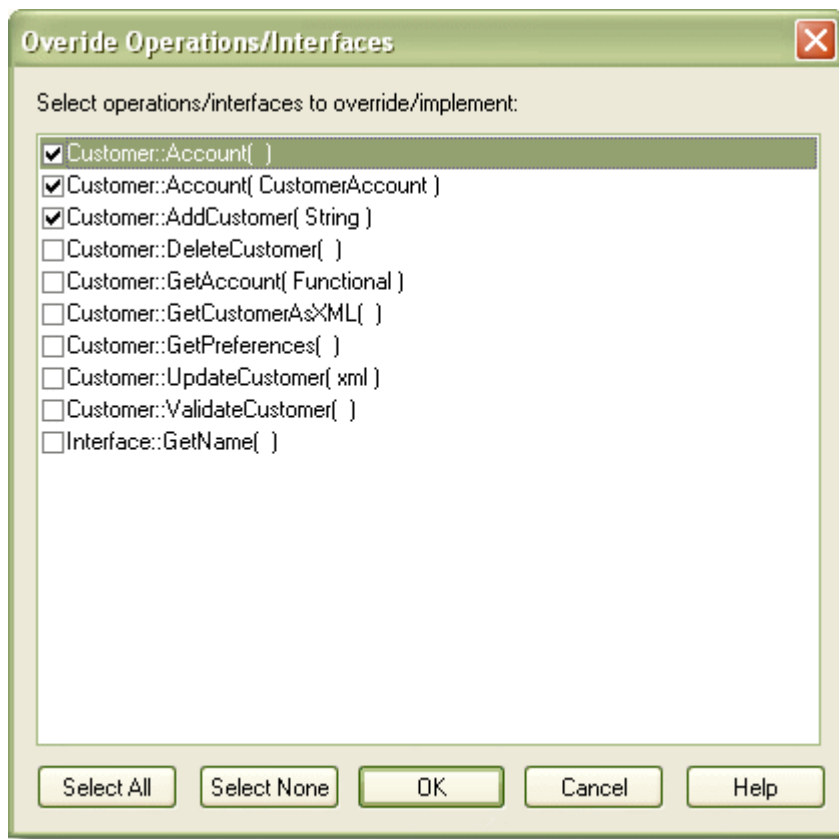 Overide Operations/Interfaces
Select operations/interfaces to override/implement:
Customer::Account(  )
Customer::Account( CustomerAccount )
Customer::AddCustomer( String )
Customer::DeleteCustomer(  )
Customer::GetAccount( Functional )
Customer::GetCustomerAsXML(  )
Customer::GetPreferences(  )
Customer::UpdateCustomer( xml )
Customer::ValidateCustomer(  )
Interface::GetName(  )
Select All Select None OK Cancel Help